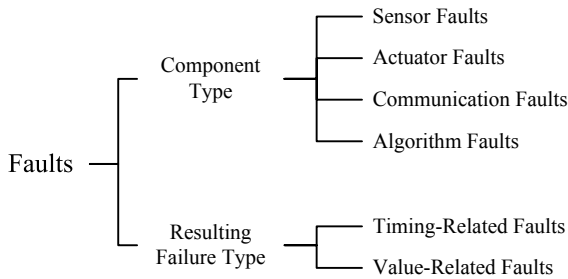 Faults
Component
Type
Sensor Faults
Actuator Faults
Communication Faults
Algorithm Faults
Resulting
Failure Type
Timing-Related Faults
Value-Related Faults